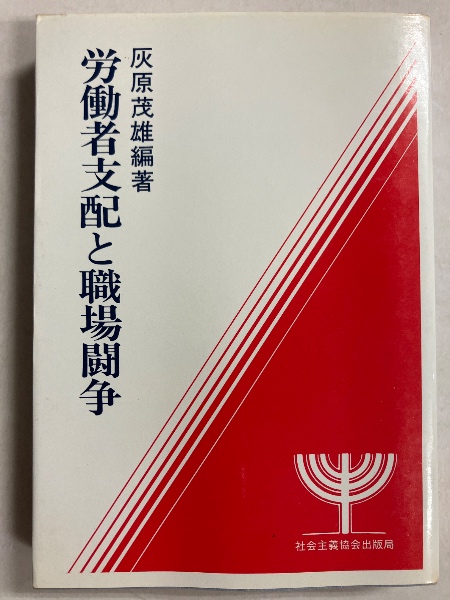 灰原茂雄編著
労働者支配と職場闘争
社会主義協会出版局